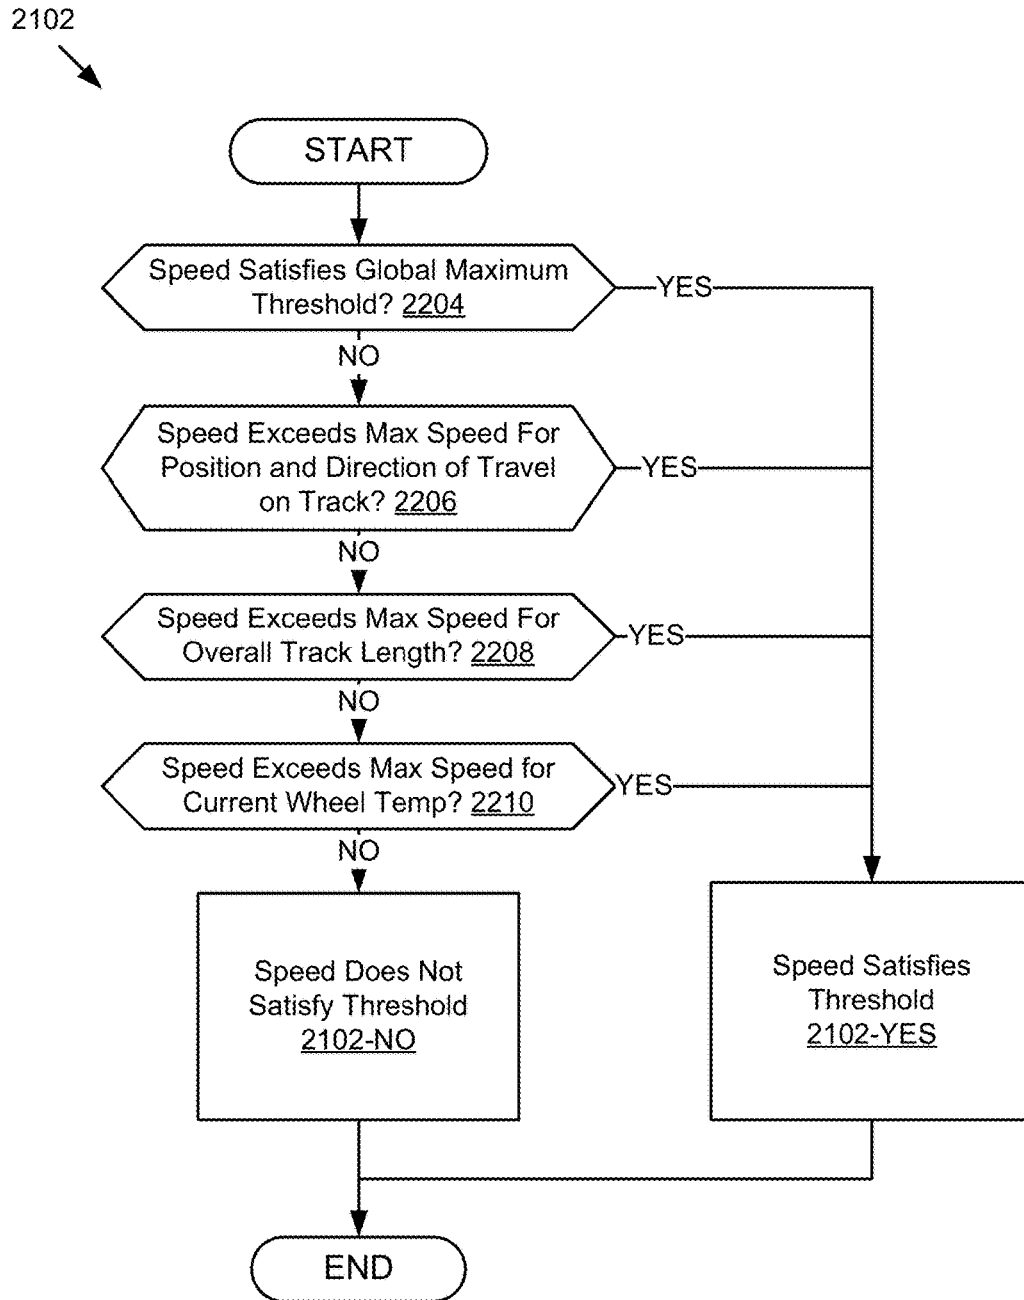 2102
START
Speed Satisfies Global Maximum
Threshold? 2204
YES
NO
Speed Exceeds Max Speed For
Position and Direction of Travel
on Track? 2206
YES
NO
Speed Exceeds Max Speed For
Overall Track Length? 2208
YES
NO
Speed Exceeds Max Speed for
Current Wheel Temp? 2210
YES
NO
Speed Does Not
Satisfy Threshold
2102-NO
Speed Satisfies
Threshold
2102-YES
END